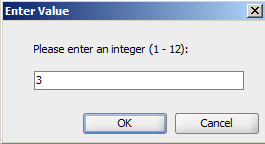 Enter Value
Please enter an integer (1 - 12):
3
OK
Cancel